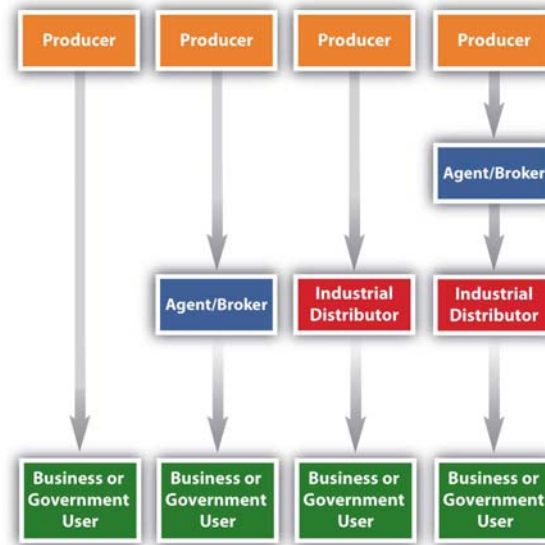 Producer
Producer
Producer
Producer
Agent/Broker
Agent/Broker
Industrial
Distributor
Industrial
Distributor
Business or
Government
User
Business or
Government
User
Business or
Government
User
Business or
Government
User